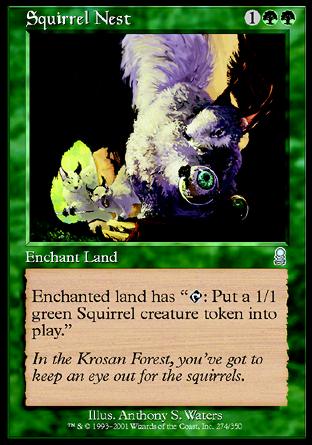 Squirrel Nest 1
Enchant Land
Enchanted land has “: Put a 1/1
green Squirrel creature token into
play.”
In the Krosan Forest, you’ve got to
keep an eye out for the squirrels.
Illus. Anthony S. Waters
™ & © 1993–2001 Wizards of the Coast, Inc. 274/350